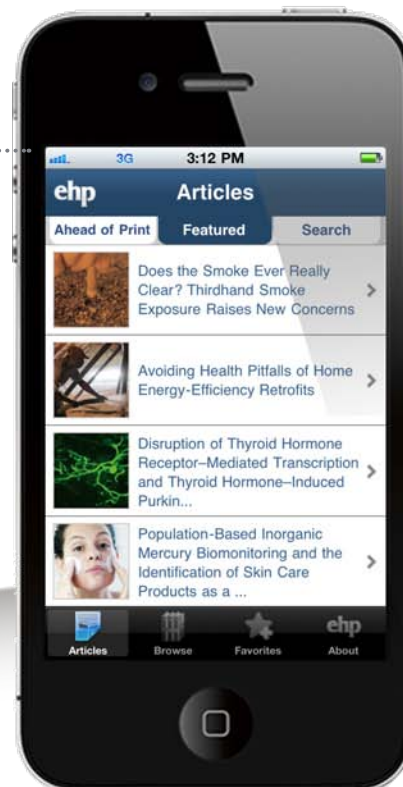 3G 3:12 PM
ehp Articles
Ahead of Print Featured Search
Does the Smoke Ever Really
Clear? Thirdhand Smoke
Exposure Raises New Concerns
Avoiding Health Pitfalls of Home
Energy-Efficiency Retrofits
Disruption of Thyroid Hormone
Receptor–Mediated Transcription
and Thyroid Hormone–Induced
Purkin...
Population-Based Inorganic
Mercury Biomonitoring and the
Identification of Skin Care
Products as a ...
ehp
Articles Browse Favorites About